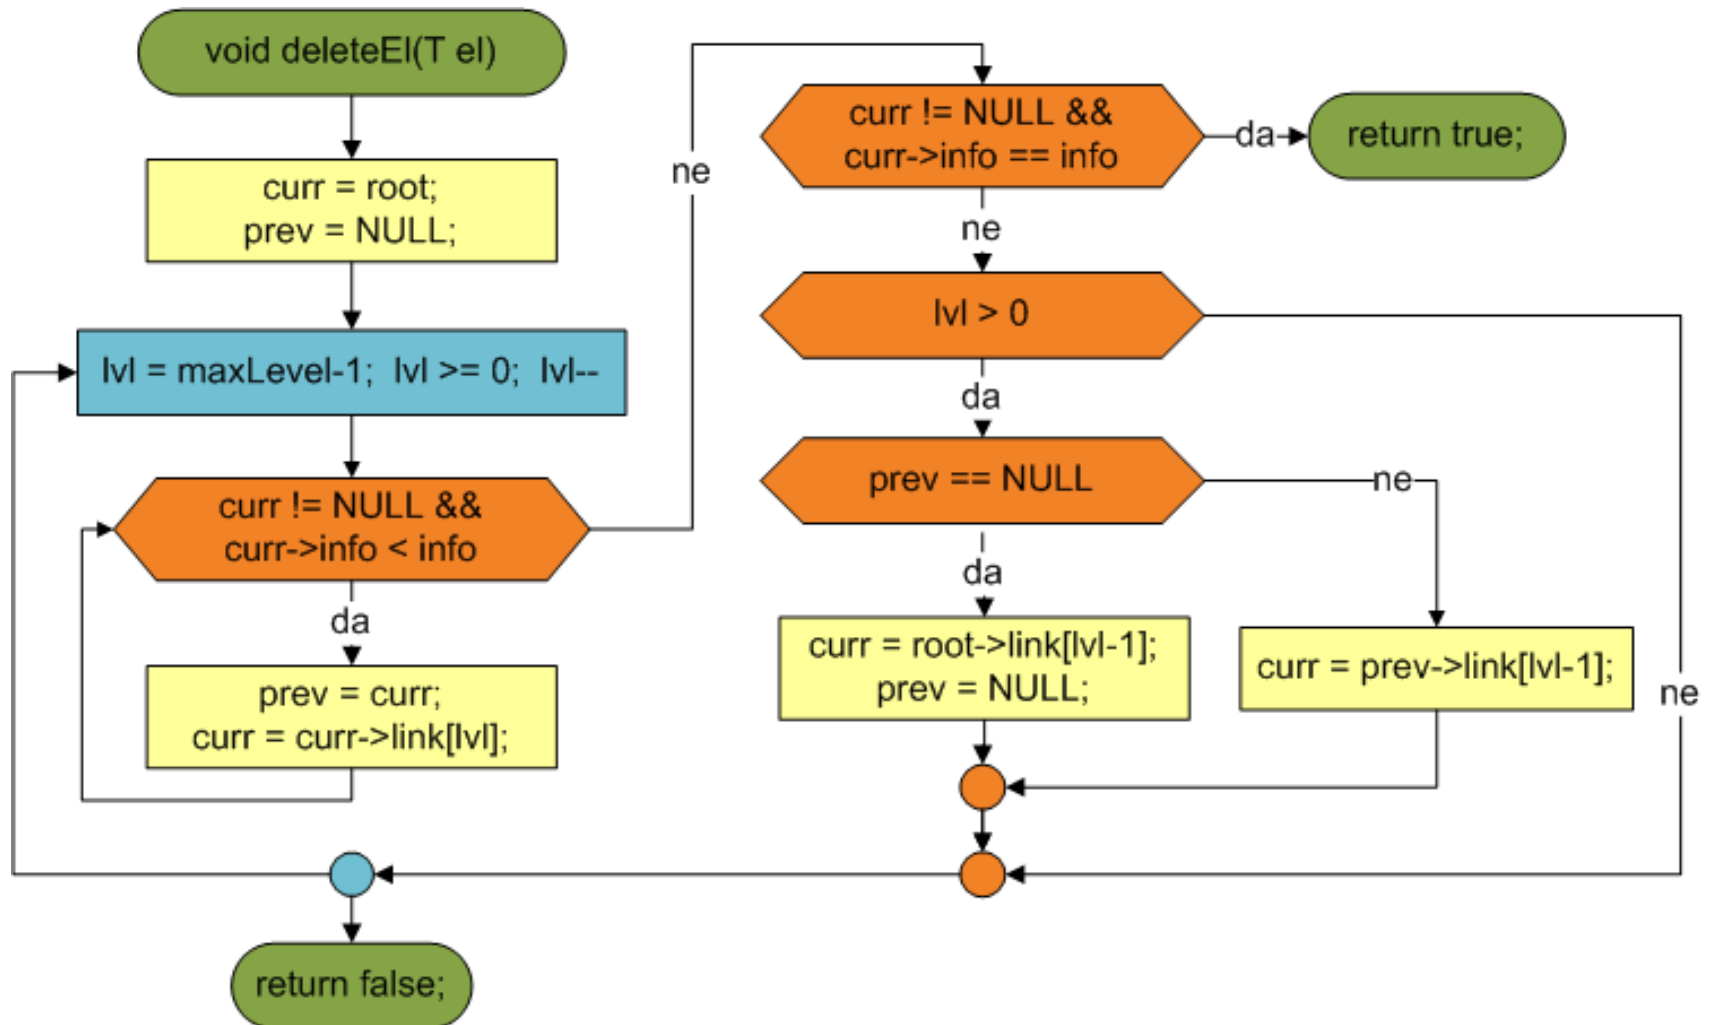 void deleteEl(T el)
curr = root;
prev = NULL;
lvl = maxLevel-1;  lvl >= 0;  lvl--
curr != NULL &&
curr->info < info
da
prev = curr;
curr = curr->link[lvl];
ne
curr != NULL &&
curr->info == info
da
return true;
ne
lvl > 0
da
ne
prev == NULL
ne
da
curr = root->link[lvl-1];
prev = NULL;
curr = prev->link[lvl-1];
return false;